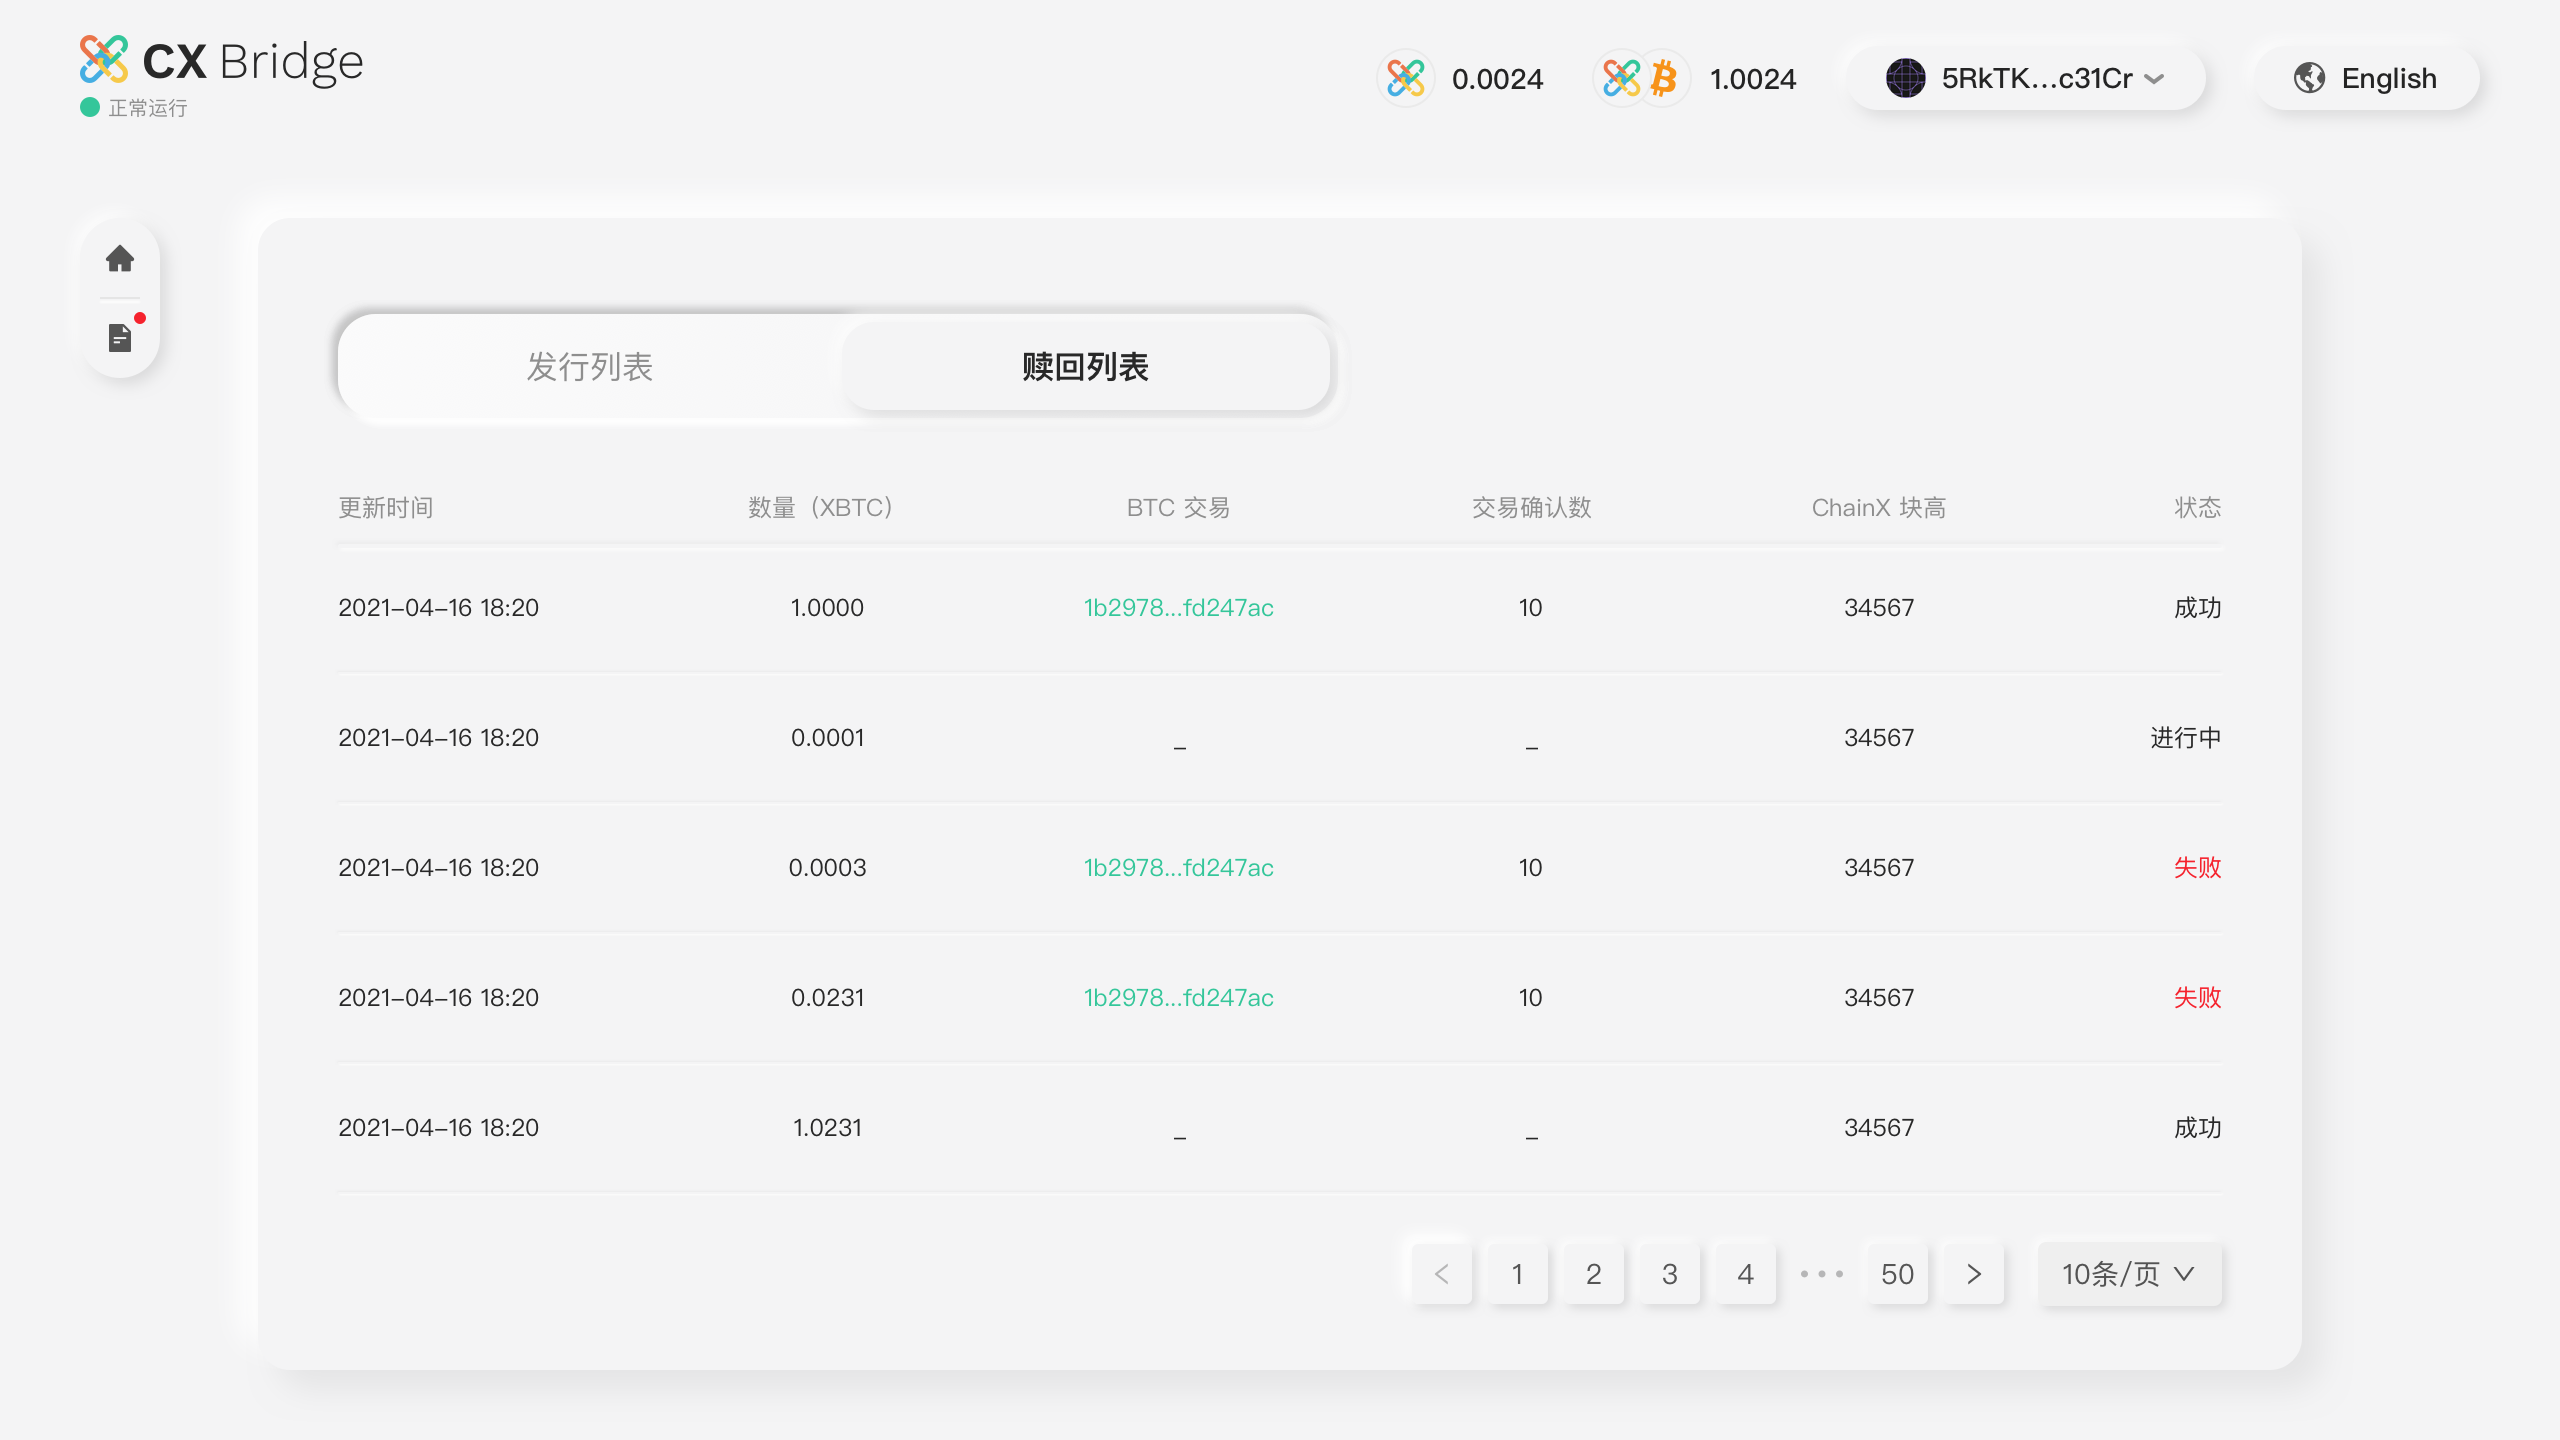 CX Bridge
正常运行
0.0024
1.0024
5RkTK...c31Cr
English
发行列表
赎回列表
更新时间 数量（XBTC） BTC 交易 交易确认数 ChainX 块高 状态
2021-04-16 18:20 1.0000 1b2978...fd247ac 10 34567 成功
2021-04-16 18:20 0.0001 _ _ 34567 进行中
2021-04-16 18:20 0.0003 1b2978...fd247ac 10 34567 失败
2021-04-16 18:20 0.0231 1b2978...fd247ac 10 34567 失败
2021-04-16 18:20 1.0231 _ _ 34567 成功
< 1 2 3 4 ••• 50 > 10条/页